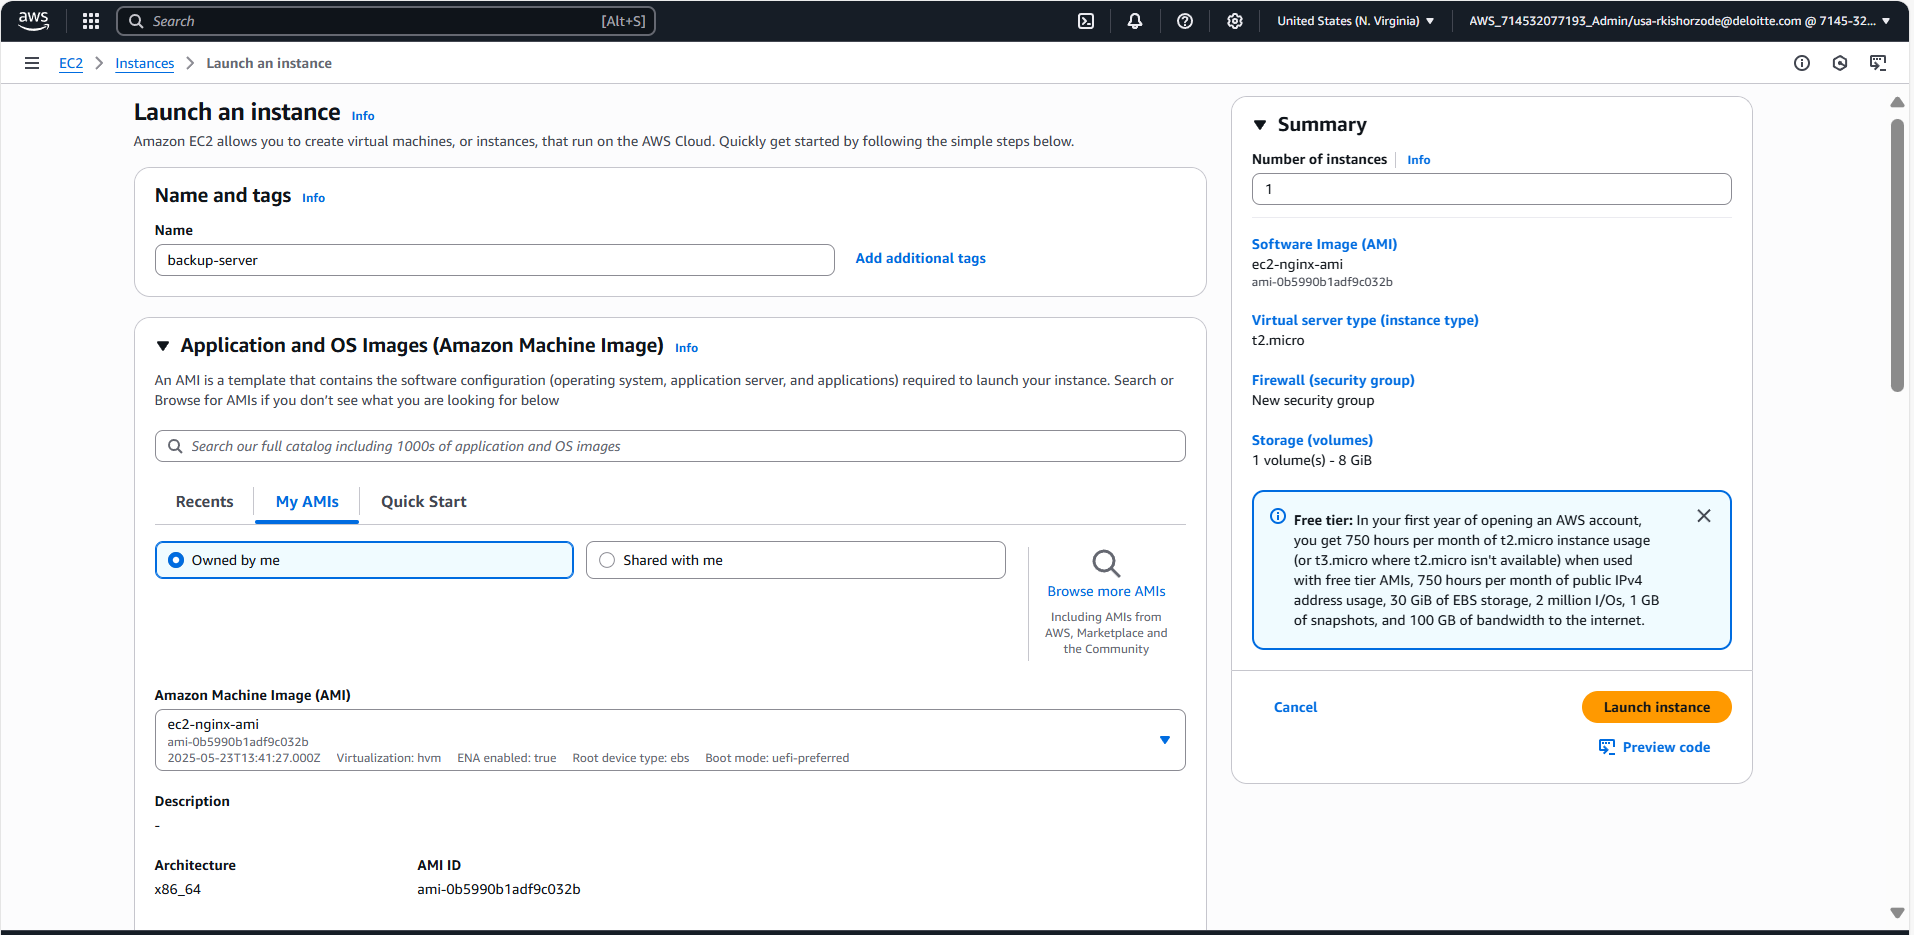 aws
Search [Alt+S]
United States (N. Virginia)
AWS_714532077193_Admin/usa-rkishorzode@deloitte.com @ 7145-32...
EC2 > Instances > Launch an instance
Launch an instance Info
Amazon EC2 allows you to create virtual machines, or instances, that run on the AWS Cloud. Quickly get started by following the simple steps below.
Name and tags Info
Name
backup-server
Add additional tags
Application and OS Images (Amazon Machine Image) Info
An AMI is a template that contains the software configuration (operating system, application server, and applications) required to launch your instance. Search or
Browse for AMIs if you don't see what you are looking for below
Search our full catalog including 1000s of application and OS images
Recents My AMIs Quick Start
Owned by me
Shared with me
Browse more AMIs
Including AMIs from
AWS, Marketplace and
the Community
Amazon Machine Image (AMI)
ec2-nginx-ami
ami-0b5990b1adf9c032b
2025-05-23T13:41:27.000Z Virtualization: hvm ENA enabled: true Root device type: ebs Boot mode: uefi-preferred
Description
-
Architecture
x86_64
AMI ID
ami-0b5990b1adf9c032b
Summary
Number of instances Info
1
Software Image (AMI)
ec2-nginx-ami
ami-0b5990b1adf9c032b
Virtual server type (instance type)
t2.micro
Firewall (security group)
New security group
Storage (volumes)
1 volume(s) - 8 GiB
Free tier: In your first year of opening an AWS account,
you get 750 hours per month of t2.micro instance usage
(or t3.micro where t2.micro isn't available) when used
with free tier AMIs, 750 hours per month of public IPv4
address usage, 30 GiB of EBS storage, 2 million I/Os, 1 GB
of snapshots, and 100 GB of bandwidth to the internet.
Cancel
Launch instance
Preview code